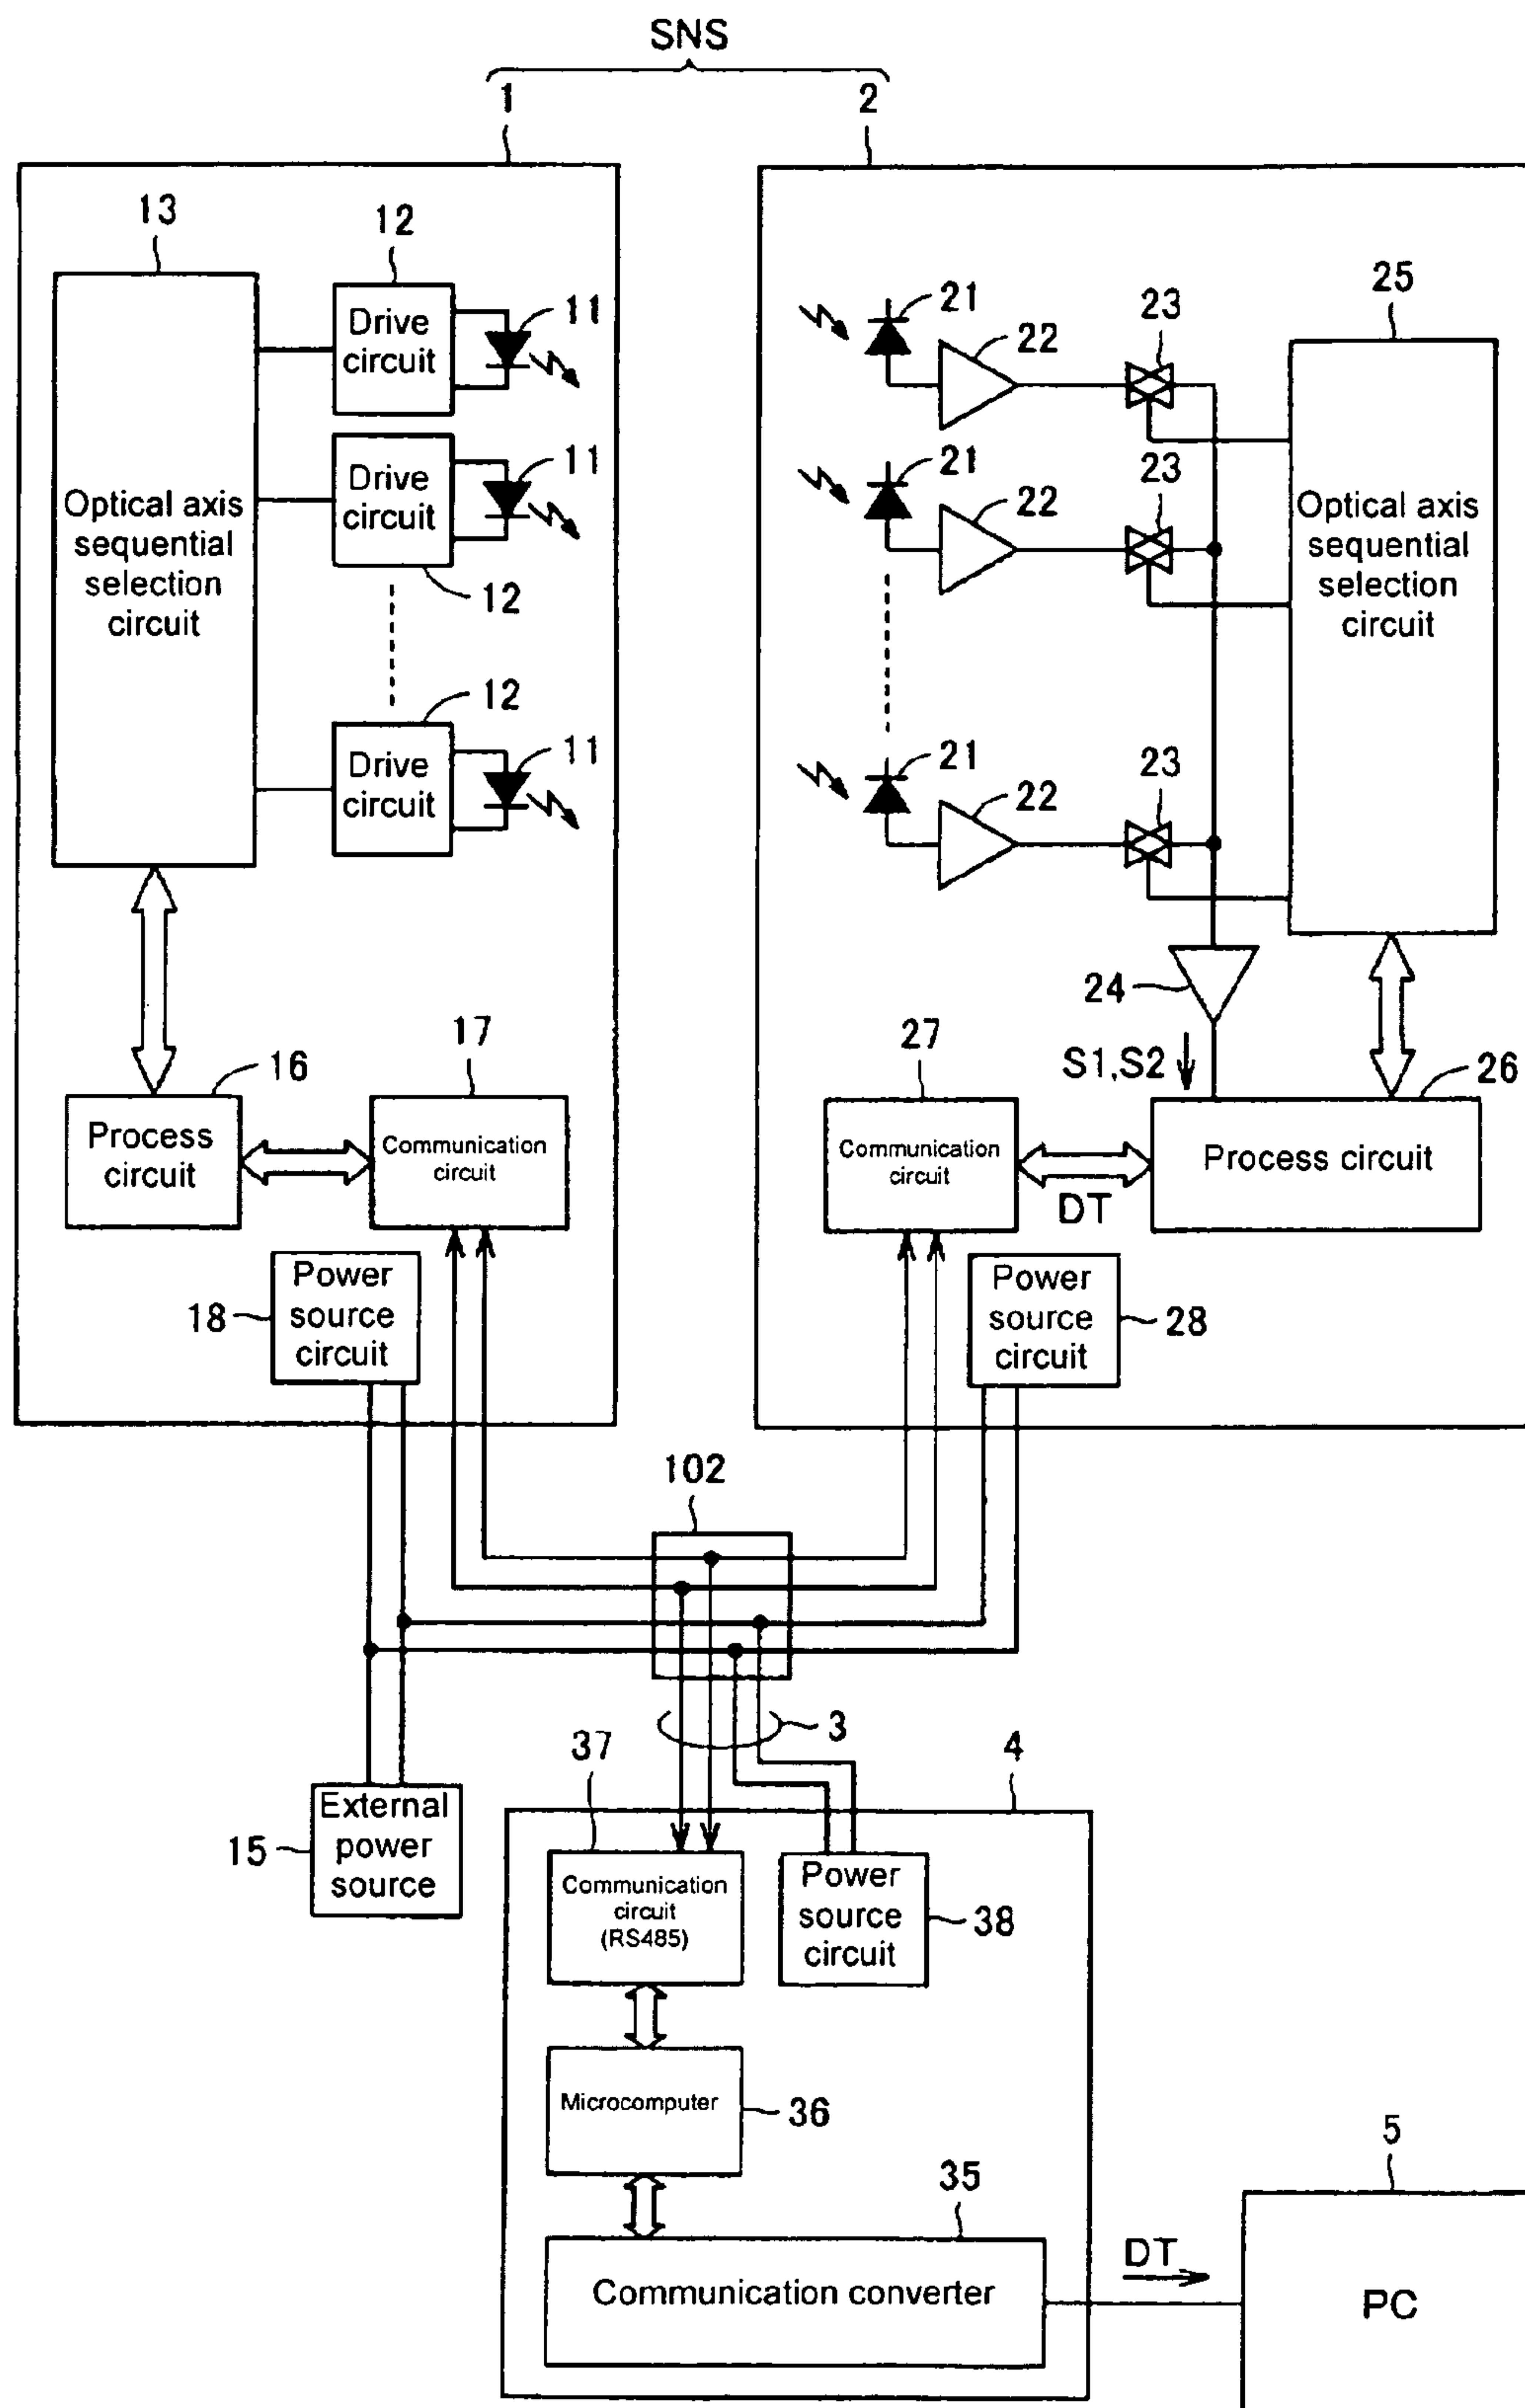 SNS
1
2
13
12
11
Drive
circuit
11
Drive
circuit
12
Optical axis
sequential
selection
circuit
12
11
Drive
circuit
21
22
23
25
21
22
23
Optical axis
sequential
selection
circuit
21
22
23
24
S1,S2
16
17
27
26
Process
circuit
Communication
circuit
Communication
circuit
DT
Process circuit
18
Power
source
circuit
Power
source
circuit
28
102
3
37
4
15
External
power
source
Communication
circuit
(RS485)
Power
source
circuit
38
Microcomputer
36
35
5
Communication converter
DT
PC